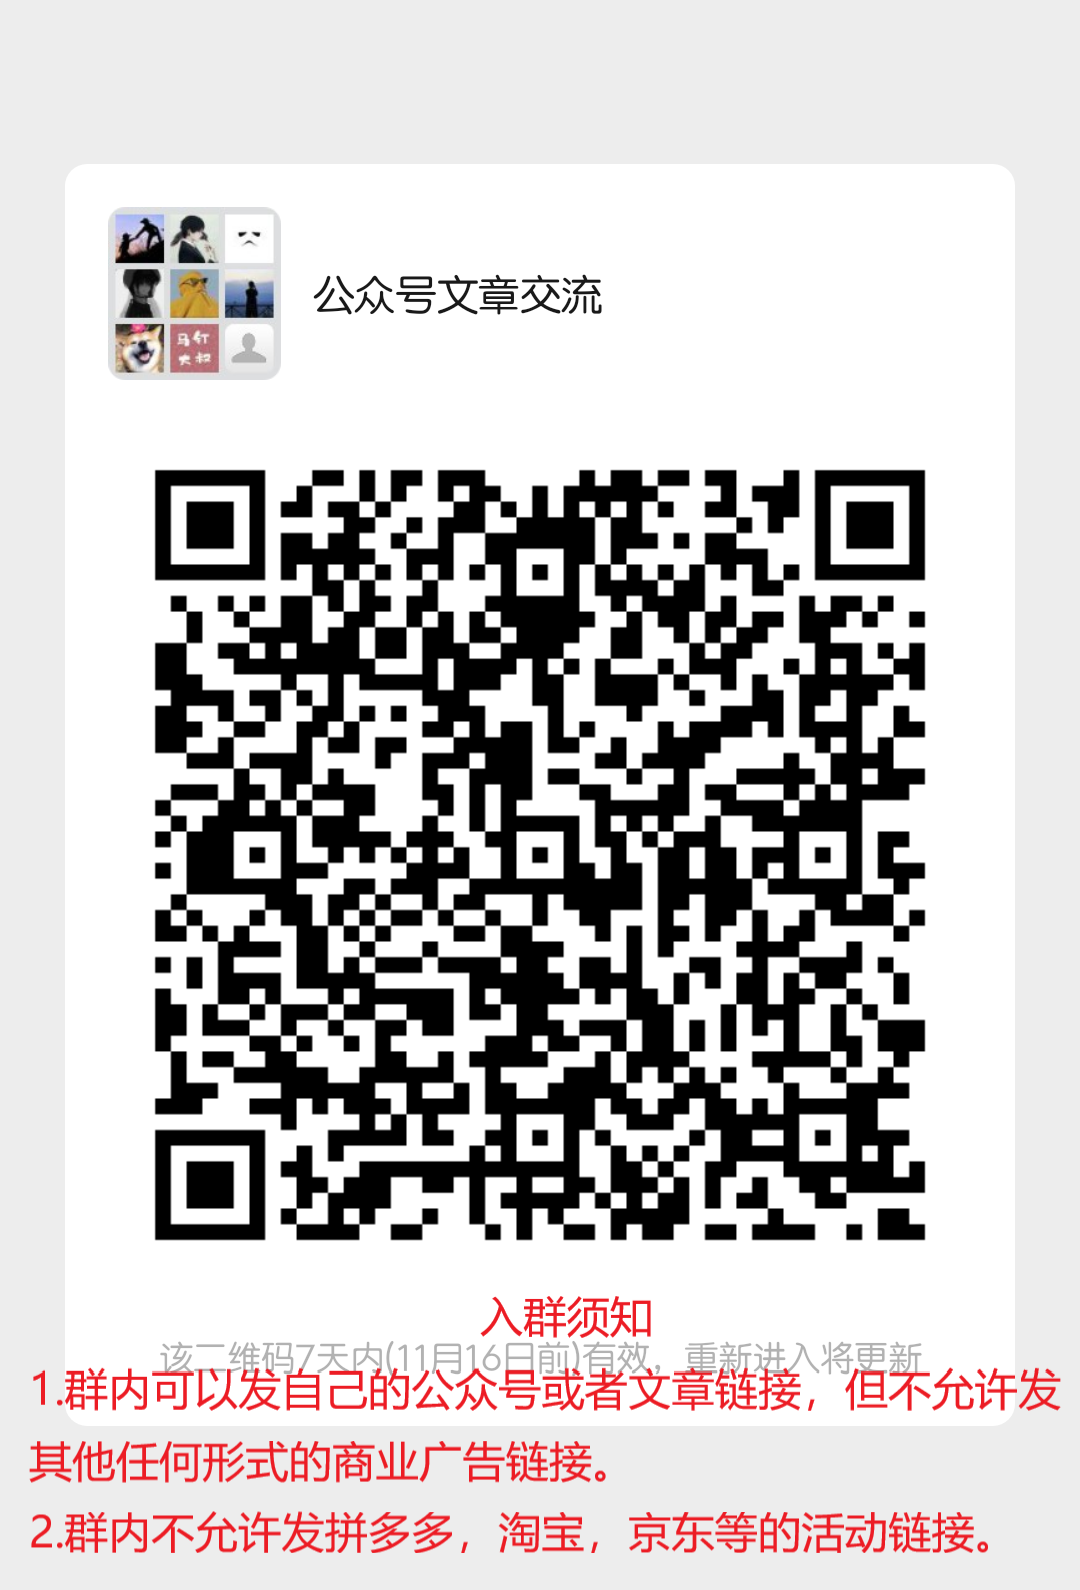 马钉
大叔
公众号文章交流
入群须知
该二维码7天内(11月16日前)有效，重新进入将更新
1.群内可以发自己的公众号或者文章链接，但不允许发
其他任何形式的商业广告链接。
2.群内不允许发拼多多，淘宝，京东等的活动链接。